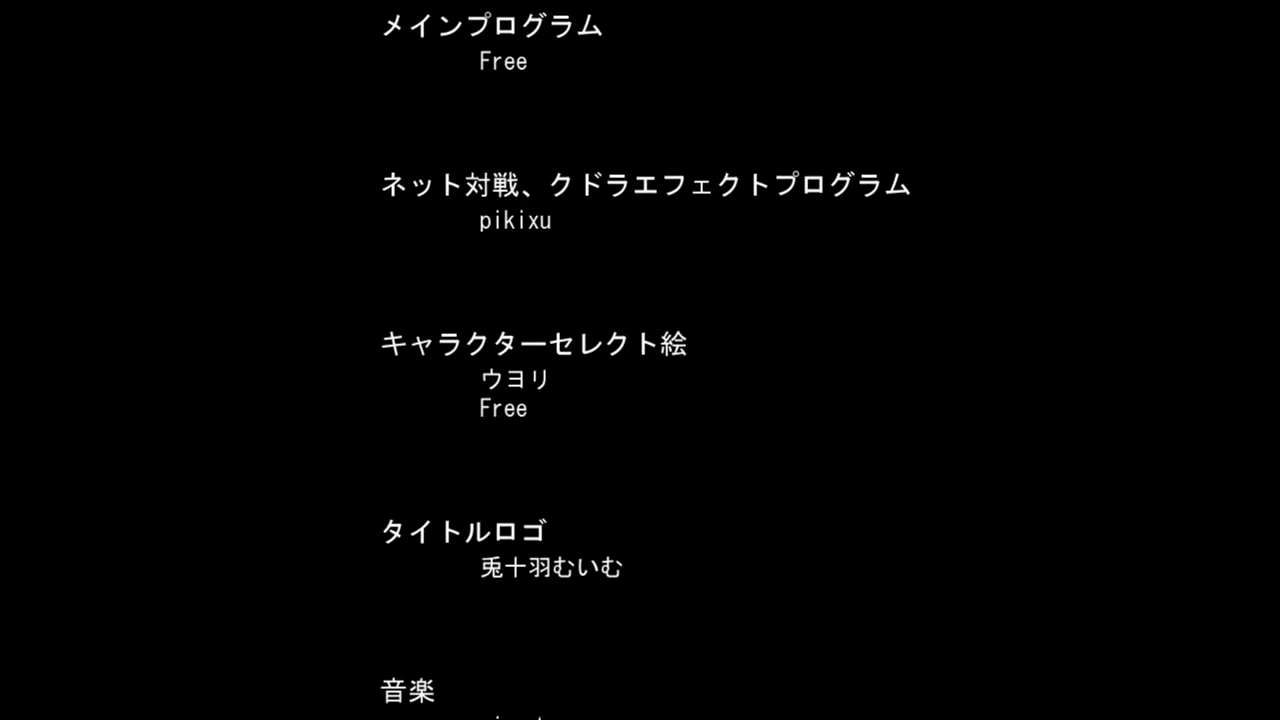 メインプログラム
Free
ネット対戦、クドラエフェクトプログラム
pikixu
キャラクターセレクト絵
ウヨリ
Free
タイトルロゴ
兎十羽むいむ
音楽